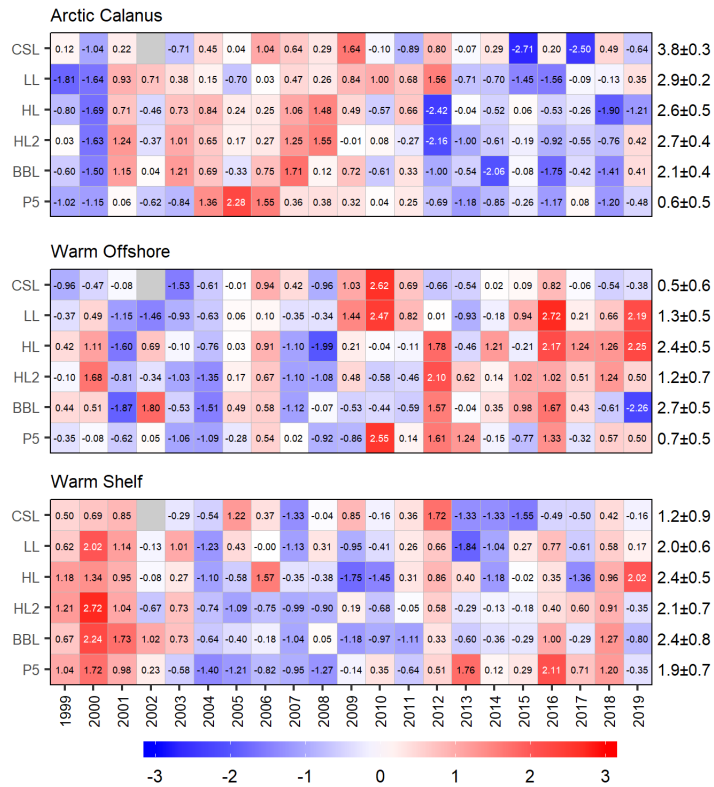 Arctic Calanus
CSL 0.12 -1.04 0.22 -0.71 0.45 0.04 1.04 0.64 0.29 1.64 -0.10 -0.89 0.80 -0.07 0.29 -2.71 0.20 -2.50 0.49 -0.64 3.8±0.3
LL -1.81 -1.64 0.93 0.71 0.38 0.15 -0.70 0.03 0.47 0.26 0.84 1.00 0.68 1.56 -0.71 -0.70 -1.45 -1.56 -0.09 -0.13 0.35 2.9±0.2
HL -0.80 -1.69 0.71 -0.46 0.73 0.84 0.24 0.25 1.06 1.48 0.49 -0.57 0.66 -2.42 -0.04 -0.52 0.06 -0.53 -0.26 -1.90 -1.21 2.6±0.5
HL2 0.03 -1.63 1.24 -0.37 1.01 0.65 0.17 0.27 1.25 1.55 -0.01 0.08 -0.27 -2.16 -1.00 -0.61 -0.19 -0.92 -0.55 -0.76 0.42 2.7±0.4
BBL -0.60 -1.50 1.15 0.04 1.21 0.69 -0.33 0.75 1.71 0.12 0.72 -0.61 0.33 -1.00 -0.54 -2.06 -0.08 -1.75 -0.42 -1.41 0.41 2.1±0.4
P5 -1.02 -1.15 0.06 -0.62 -0.84 1.36 2.28 1.55 0.36 0.38 0.32 0.04 0.25 -0.69 -1.18 -0.85 -0.26 -1.17 0.08 -1.20 -0.48 0.6±0.5
Warm Offshore
CSL -0.96 -0.47 -0.08 -1.53 -0.61 -0.01 0.94 0.42 -0.96 1.03 2.62 0.69 -0.66 -0.54 0.02 0.09 0.82 -0.06 -0.54 -0.38 0.5±0.6
LL -0.37 0.49 -1.15 -1.46 -0.93 -0.63 0.06 0.10 -0.35 -0.34 1.44 2.47 0.82 0.01 -0.93 -0.18 0.94 2.72 0.21 0.66 2.19 1.3±0.5
HL 0.42 1.11 -1.60 0.69 -0.10 -0.76 0.03 0.91 -1.10 -1.99 0.21 -0.04 -0.11 1.78 -0.46 1.21 -0.21 2.17 1.24 1.26 2.25 2.4±0.5
HL2 -0.10 1.68 -0.81 -0.34 -1.03 -1.35 0.17 0.67 -1.10 -1.08 0.48 -0.58 -0.46 2.10 0.62 0.14 1.02 1.02 0.51 1.24 0.50 1.2±0.7
BBL 0.44 0.51 -1.87 1.80 -0.53 -1.51 0.49 0.58 -1.12 -0.07 -0.53 -0.44 -0.59 1.57 -0.04 0.35 0.98 1.67 0.43 -0.61 -2.26 2.7±0.5
P5 -0.35 -0.08 -0.62 0.05 -1.06 -1.09 -0.28 0.54 0.02 -0.92 -0.86 2.55 0.14 1.61 1.24 -0.15 -0.77 1.33 -0.32 0.57 0.50 0.7±0.5
Warm Shelf
CSL 0.50 0.69 0.85 -0.29 -0.54 1.22 0.37 -1.33 -0.04 0.85 -0.16 0.36 1.72 -1.33 -1.33 -1.55 -0.49 -0.50 0.42 -0.16 1.2±0.9
LL 0.62 2.02 1.14 -0.13 1.01 -1.23 0.43 -0.00 -1.13 0.31 -0.95 -0.41 0.26 0.66 -1.84 -1.04 0.27 0.77 -0.61 0.58 0.17 2.0±0.6
HL 1.18 1.34 0.95 -0.08 0.27 -1.10 -0.58 1.57 -0.35 -0.38 -1.75 -1.45 0.31 0.86 0.40 -1.18 -0.02 0.35 -1.36 0.96 2.02 2.4±0.5
HL2 1.21 2.72 1.04 -0.67 0.73 -0.74 -1.09 -0.75 -0.99 -0.90 0.19 -0.68 -0.05 0.58 -0.29 -0.13 -0.18 0.40 0.60 0.91 -0.35 2.1±0.7
BBL 0.67 2.24 1.73 1.02 0.73 -0.64 -0.40 -0.18 -1.04 0.05 -1.18 -0.97 -1.11 0.33 -0.60 -0.36 -0.29 1.00 -0.29 1.27 -0.80 2.4±0.8
P5 1.04 1.72 0.98 0.23 -0.58 -1.40 -1.21 -0.82 -0.95 -1.27 -0.14 0.35 -0.64 0.51 1.76 0.12 0.29 2.11 0.71 1.20 -0.35 1.9±0.7
1999 2000 2001 2002 2003 2004 2005 2006 2007 2008 2009 2010 2011 2012 2013 2014 2015 2016 2017 2018 2019
-3 -2 -1 0 1 2 3